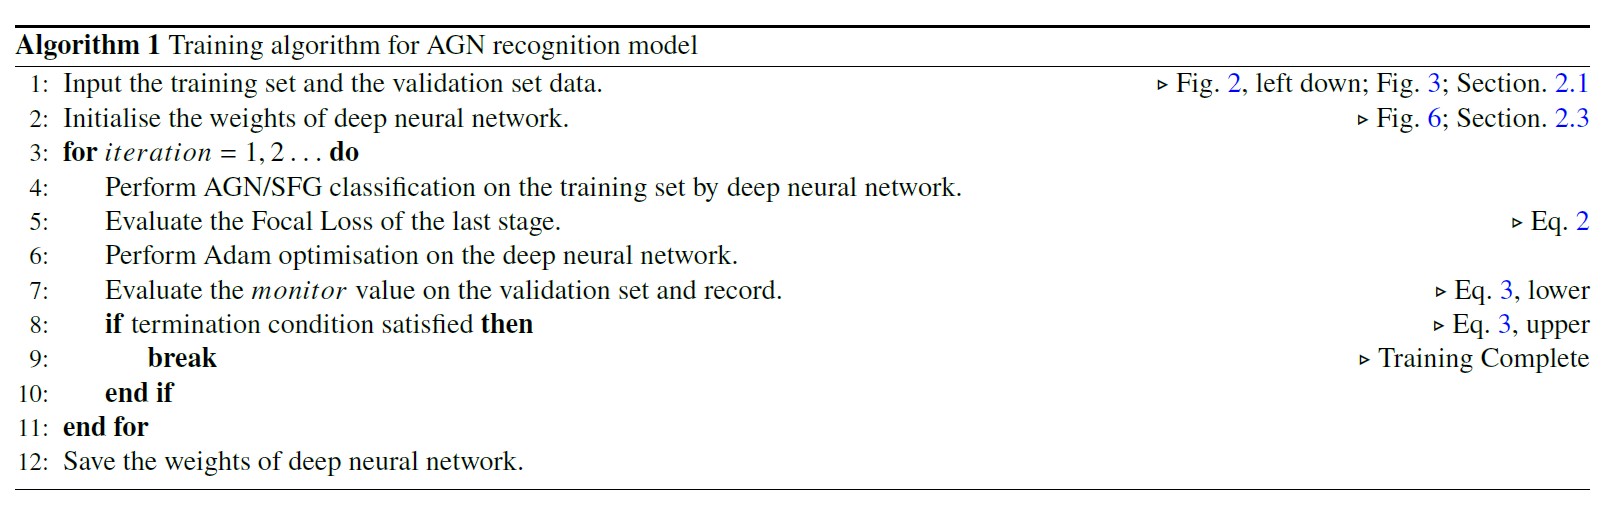 Algorithm 1 Training algorithm for AGN recognition model
1: Input the training set and the validation set data. ▷ Fig. 2, left down; Fig. 3; Section. 2.1
2: Initialise the weights of deep neural network. ▷ Fig. 6; Section. 2.3
3: for iteration = 1, 2 . . . do
4: Perform AGN/SFG classification on the training set by deep neural network.
5: Evaluate the Focal Loss of the last stage. ▷ Eq. 2
6: Perform Adam optimisation on the deep neural network.
7: Evaluate the monitor value on the validation set and record. ▷ Eq. 3, lower
8: if termination condition satisfied then ▷ Eq. 3, upper
9: break ▷ Training Complete
10: end if
11: end for
12: Save the weights of deep neural network.